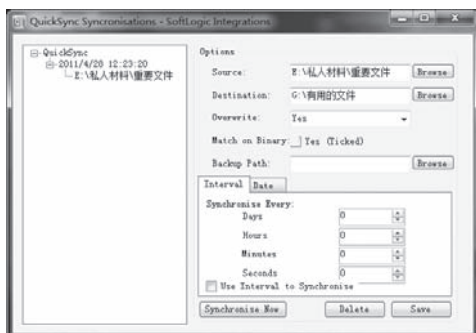 QuickSync Syncronisations - SoftLogic Integrations
QuickSync
2011/4/20 12:23:20
E:\私人材料\重要文件
Options
Source: E:\私人材料\重要文件 Browse
Destination: G:\有用的文件 Browse
Overwrite: Yes
Match on Binary: Yes (Ticked)
Backup Path: Browse
Interval Date
Synchronise Every:
Days 0
Hours 0
Minutes 0
Seconds 0
Use Interval to Synchronise
Synchronise Now Delete Save